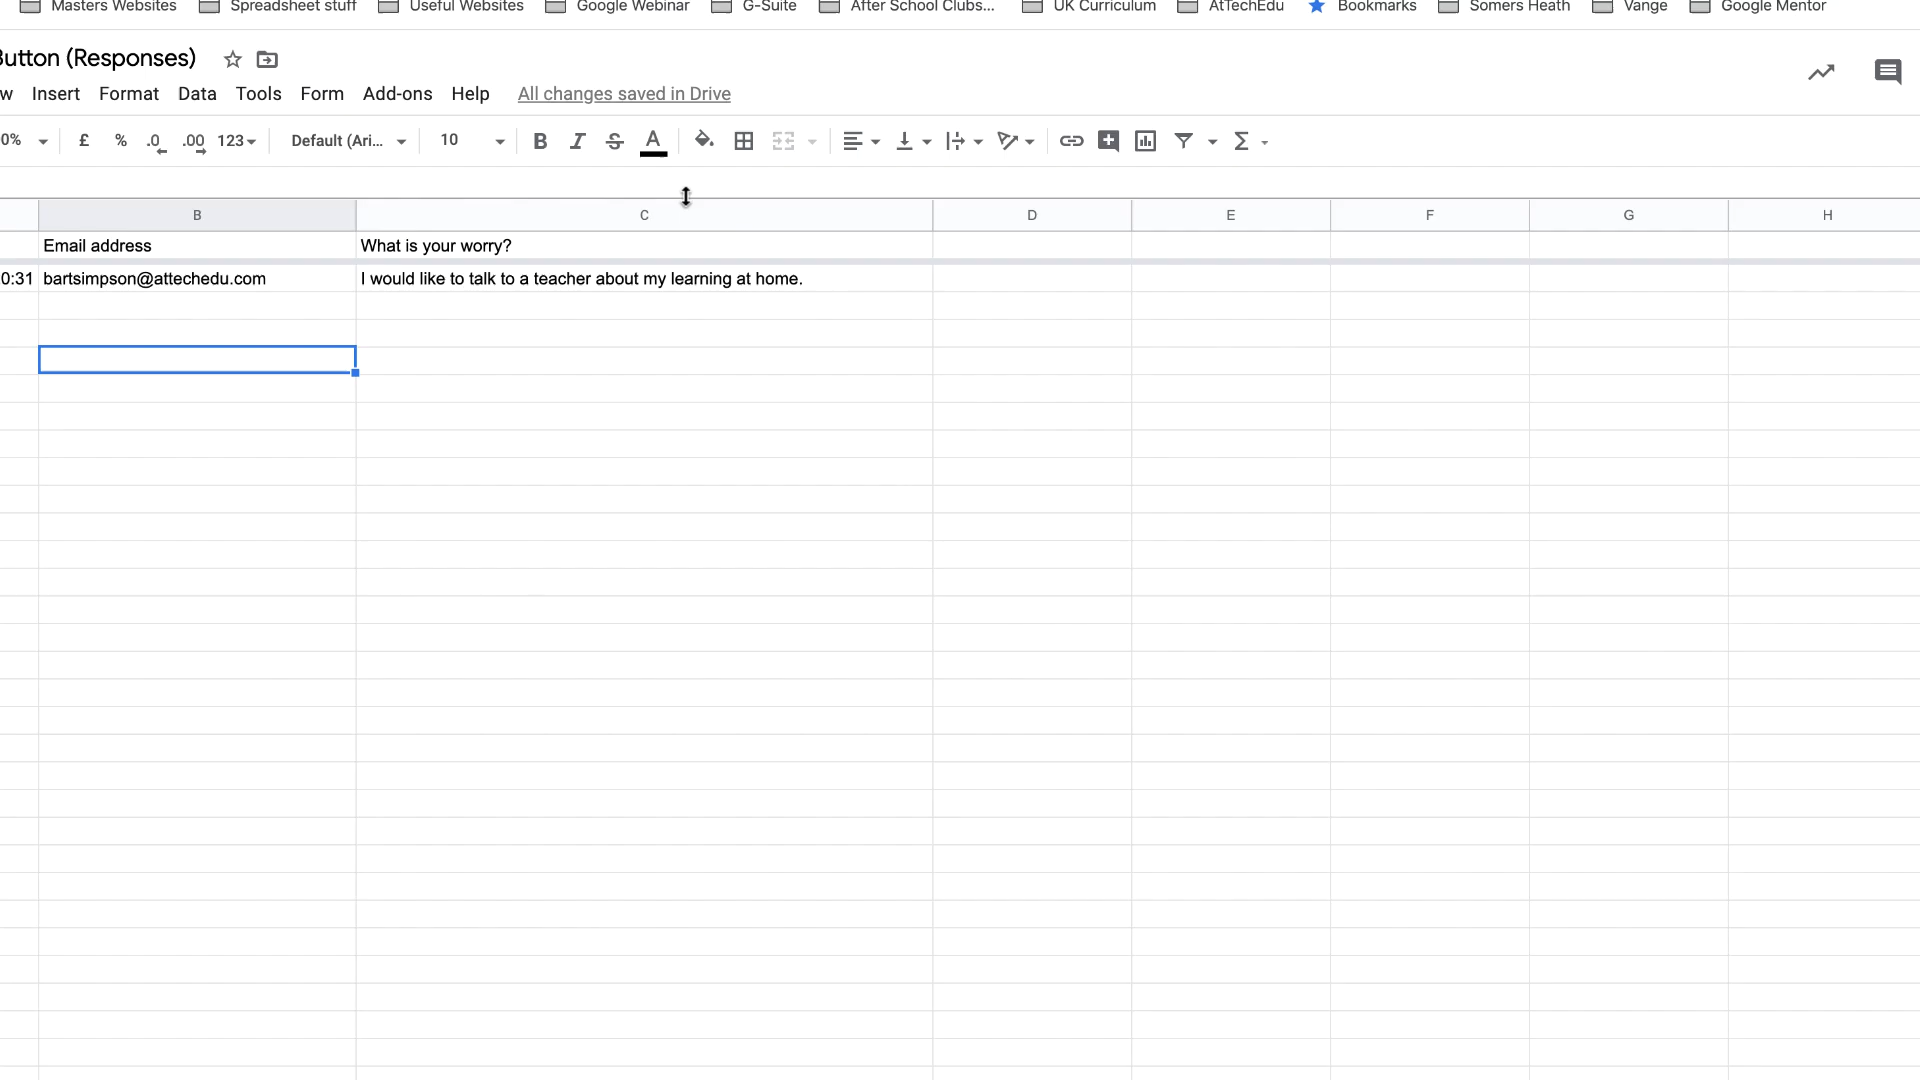 Masters Websites Spreadsheet stuff Useful Websites Google Webinar G-Suite After School Clubs... UK Curriculum AtTechEdu Bookmarks Somers Heath Vange Google Mentor
Button (Responses)
w Insert Format Data Tools Form Add-ons Help All changes saved in Drive
0% £ % .0 .00 123 Default (Ari... 10 B I S A Σ
B C D E F G H
Email address What is your worry?
0:31 bartsimpson@attechedu.com I would like to talk to a teacher about my learning at home.